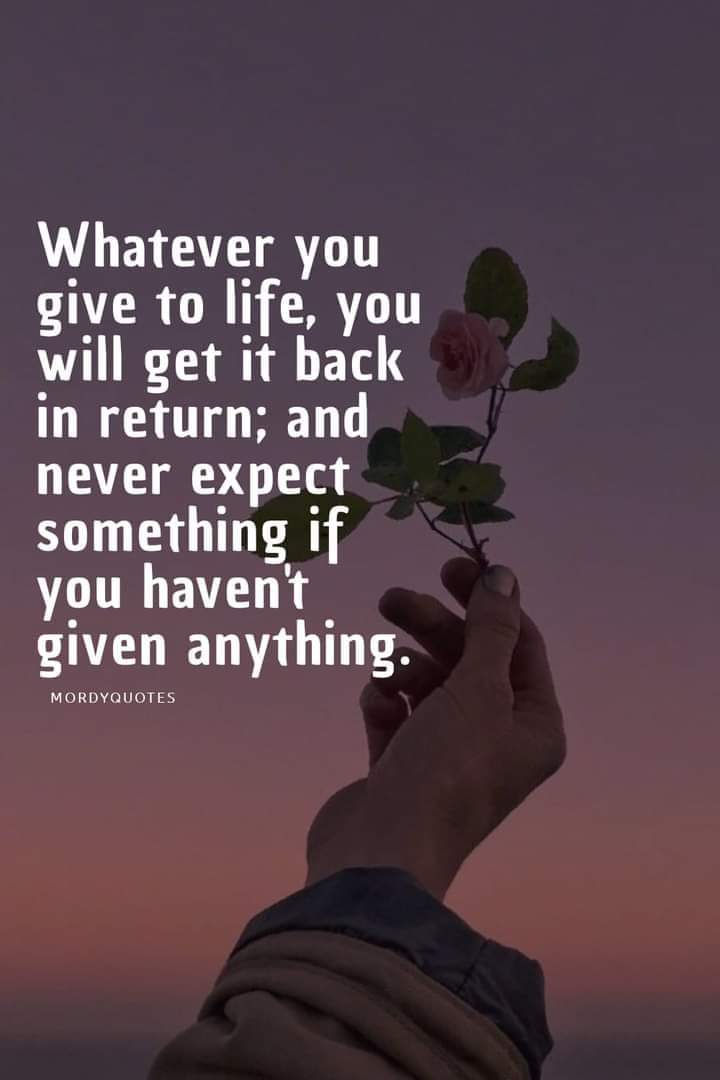 Whatever you
give to life, you
will get it back
in return; and
never expect
something if
you haven't
given anything.
MORDYQUOTES